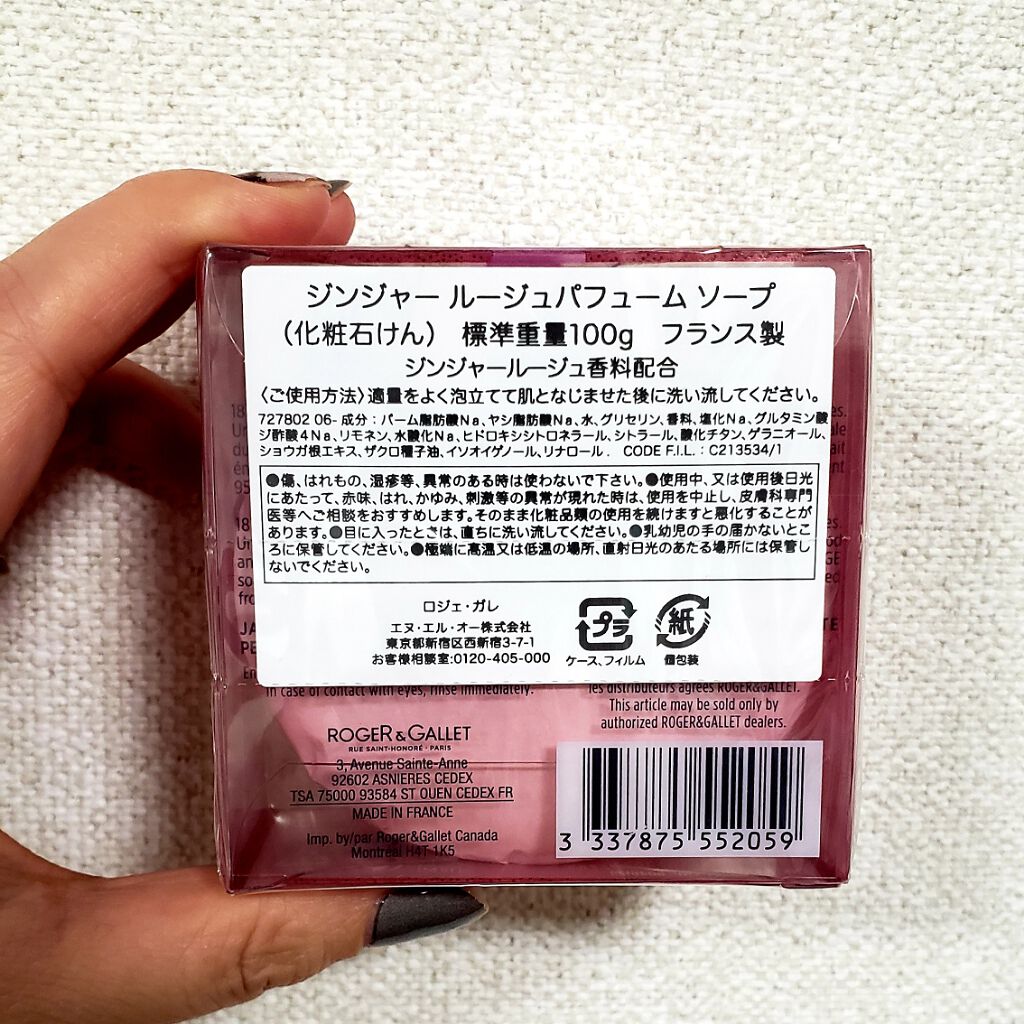 ジンジャー ルージュパフューム ソープ
(化粧石けん) 標準重量100g フランス製
ジンジャールージュ香料配合
〈ご使用方法〉適量をよく泡立てて肌となじませた後に洗い流してください。
727802 06- 成分:パーム脂肪酸Na、ヤシ脂肪酸Na、水、グリセリン、香料、塩化Na、グルタミン酸
ジ酢酸4Na、リモネン、水酸化Na、ヒドロキシシトロネラール、シトラール、酸化チタン、ゲラニオール、
ショウガ根エキス、ザクロ種子油、イソオイゲノール、リナロール. CODE F.I.L.:C213534/1
●傷、はれもの、湿疹等、異常のある時は使わないで下さい。●使用中、又は使用後日光
にあたって、赤味、はれ、かゆみ、刺激等の異常が現れた時は、使用を中止し、皮膚科専門
医等へご相談をおすすめします。そのまま化粧品類の使用を続けますと悪化することが
あります。●目に入ったときは、直ちに洗い流してください。●乳幼児の手の届かないとこ
ろに保管してください。●極端に高温又は低温の場所、直射日光のあたる場所には保管し
ないでください。
ロジェ・ガレ
エヌ・エル・オー株式会社
東京都新宿区西新宿3-7-1
お客様相談室:0120-405-000
プラ
ケース、フィルム
紙
個包装
In case of contact with eyes, rinse immediately.
les distributeurs agréés ROGER&GALLET.
This article may be sold only by
authorized ROGER&GALLET dealers.
ROGER & GALLET
RUE SAINT-HONORÉ · PARIS
3, Avenue Sainte-Anne
92602 ASNIERES CEDEX
TSA 75000 93584 ST OUEN CEDEX FR
MADE IN FRANCE
Imp. by/par Roger&Gallet Canada
Montréal H4T 1K5
3 337875 552059